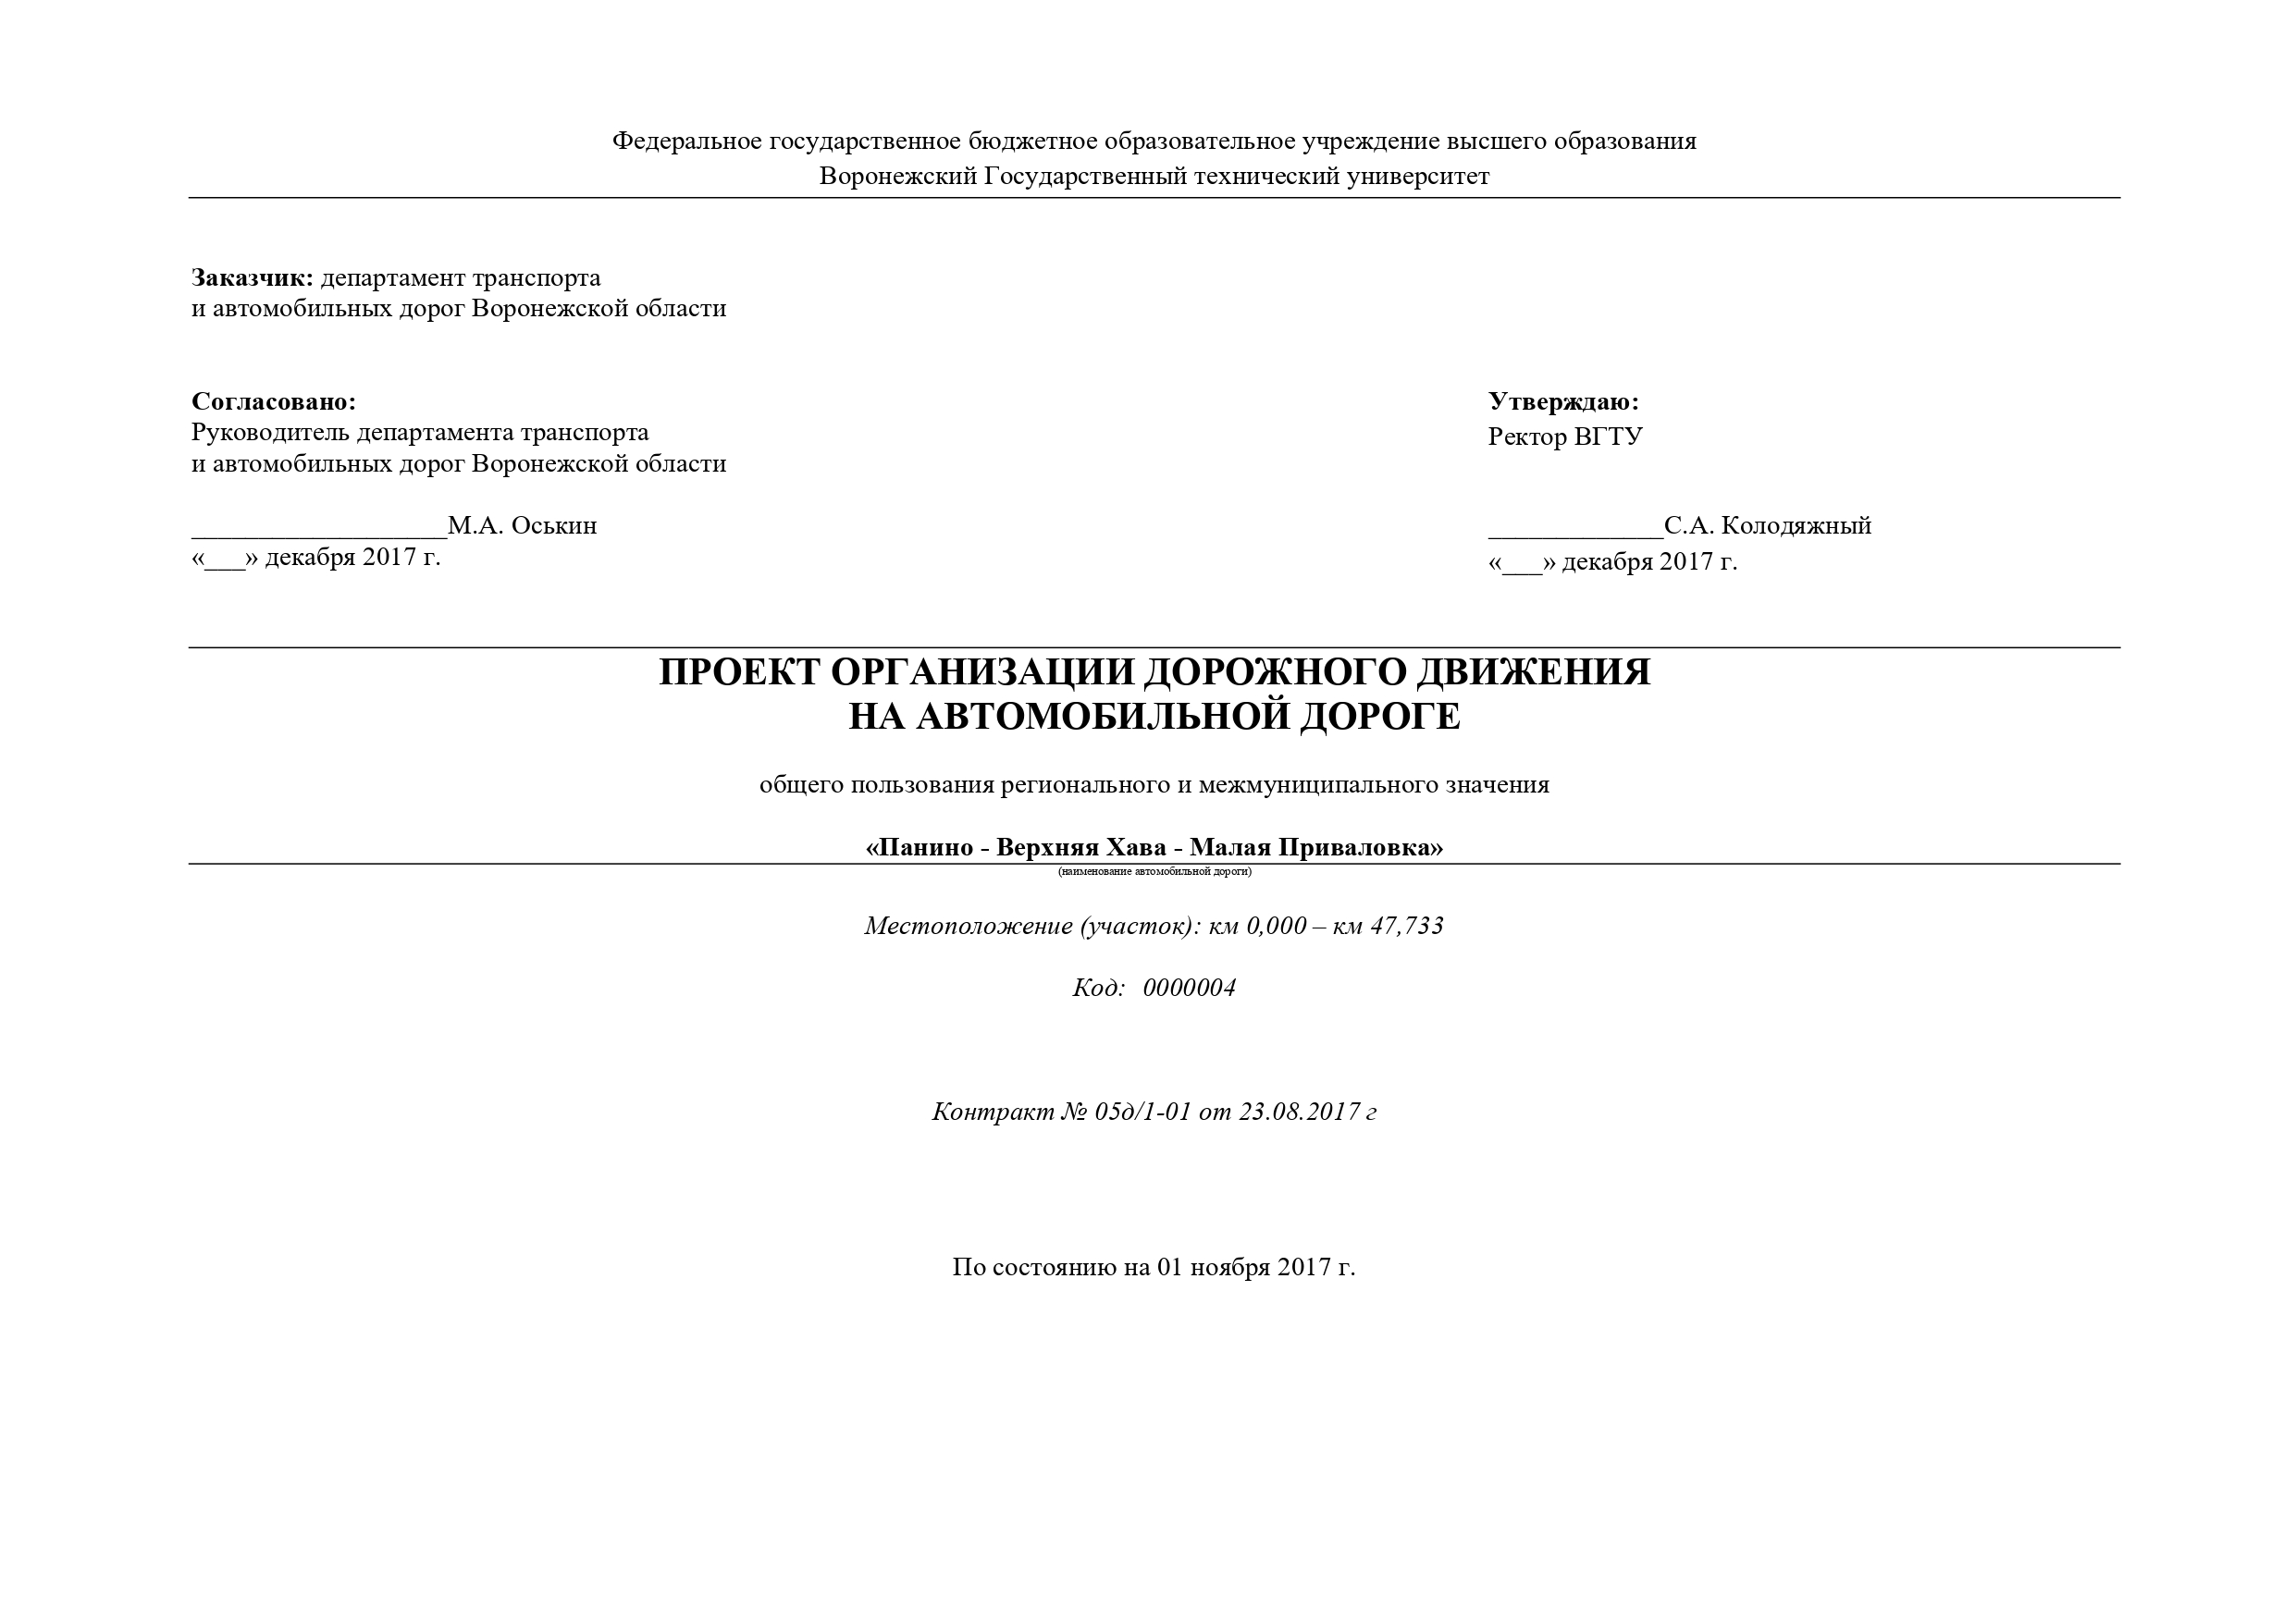 Федеральное государственное бюджетное образовательное учреждение высшего образования
Воронежский Государственный технический университет
Заказчик: департамент транспорта
и автомобильных дорог Воронежской области
Согласовано:
Руководитель департамента транспорта
и автомобильных дорог Воронежской области
___________________М.А. Оськин
«___» декабря 2017 г.
Утверждаю:
Ректор ВГТУ
_____________С.А. Колодяжный
«___» декабря 2017 г.
ПРОЕКТ ОРГАНИЗАЦИИ ДОРОЖНОГО ДВИЖЕНИЯ
НА АВТОМОБИЛЬНОЙ ДОРОГЕ
общего пользования регионального и межмуниципального значения
«Панино - Верхняя Хава - Малая Приваловка»
(наименование автомобильной дороги)
Местоположение (участок): км 0,000 – км 47,733
Код: 0000004
Контракт № 05д/1-01 от 23.08.2017 г
По состоянию на 01 ноября 2017 г.